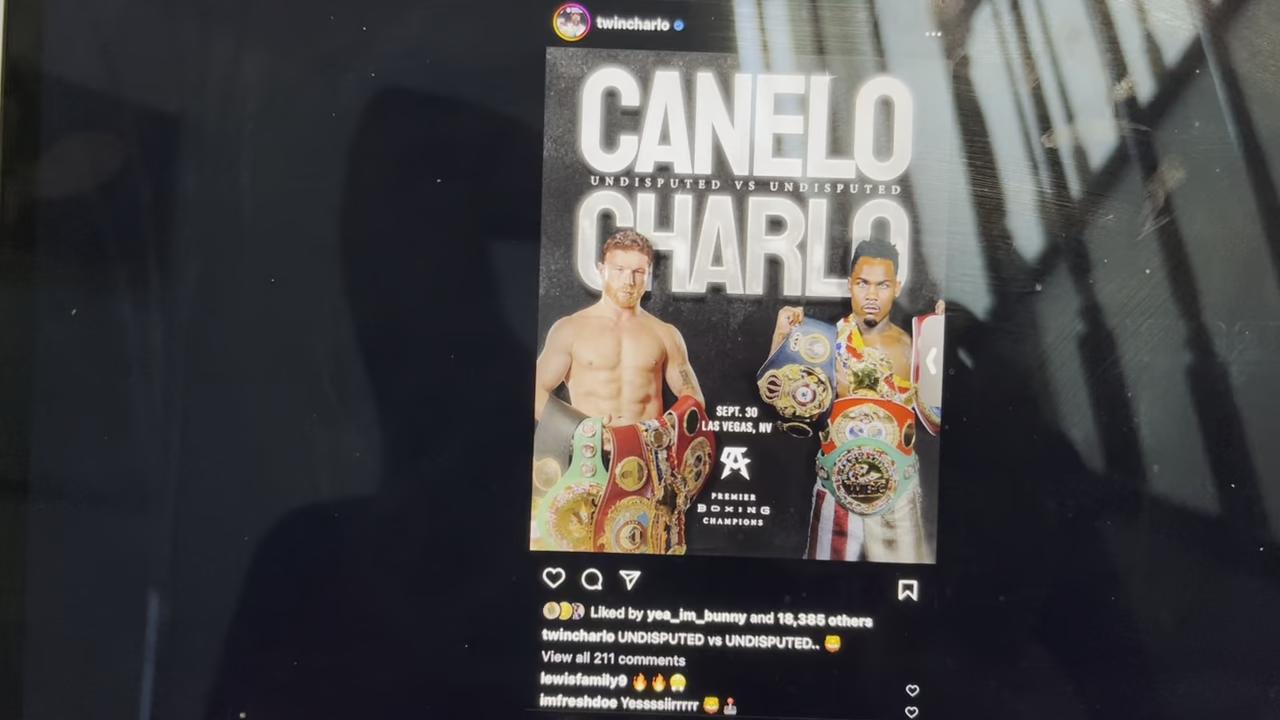 twincharlo
CANELO
UNDISPUTED VS UNDISPUTED
CHARLO
SEPT. 30
LAS VEGAS, NV
PREMIER
BOXING
CHAMPIONS
Liked by yea_im_bunny and 18,385 others
twincharlo UNDISPUTED vs UNDISPUTED.. 🦁
View all 211 comments
lewisfamily9 🔥🔥
imfreshdoe Yessssiirrrrr 🦁🕹️